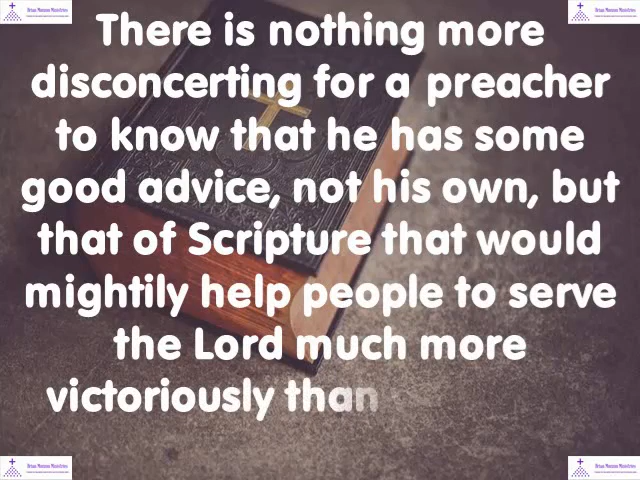 There is nothing more
disconcerting for a preacher
to know that he has some
good advice, not his own, but
that of Scripture that would
mightily help people to serve
the Lord much more
victoriously than